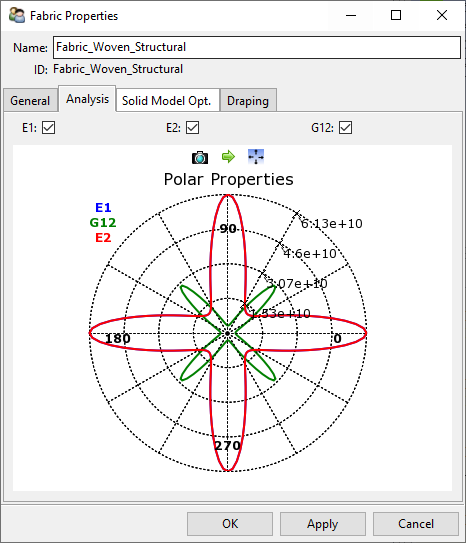 Fabric Properties
Name: Fabric_Woven_Structural
ID: Fabric_Woven_Structural
General Analysis Solid Model Opt. Draping
E1: E2: G12:
Polar Properties
E1
G12
E2
6.13e+10
90
4.6e+10
3.07e+10
1.53e+10
180
0
270
OK Apply Cancel